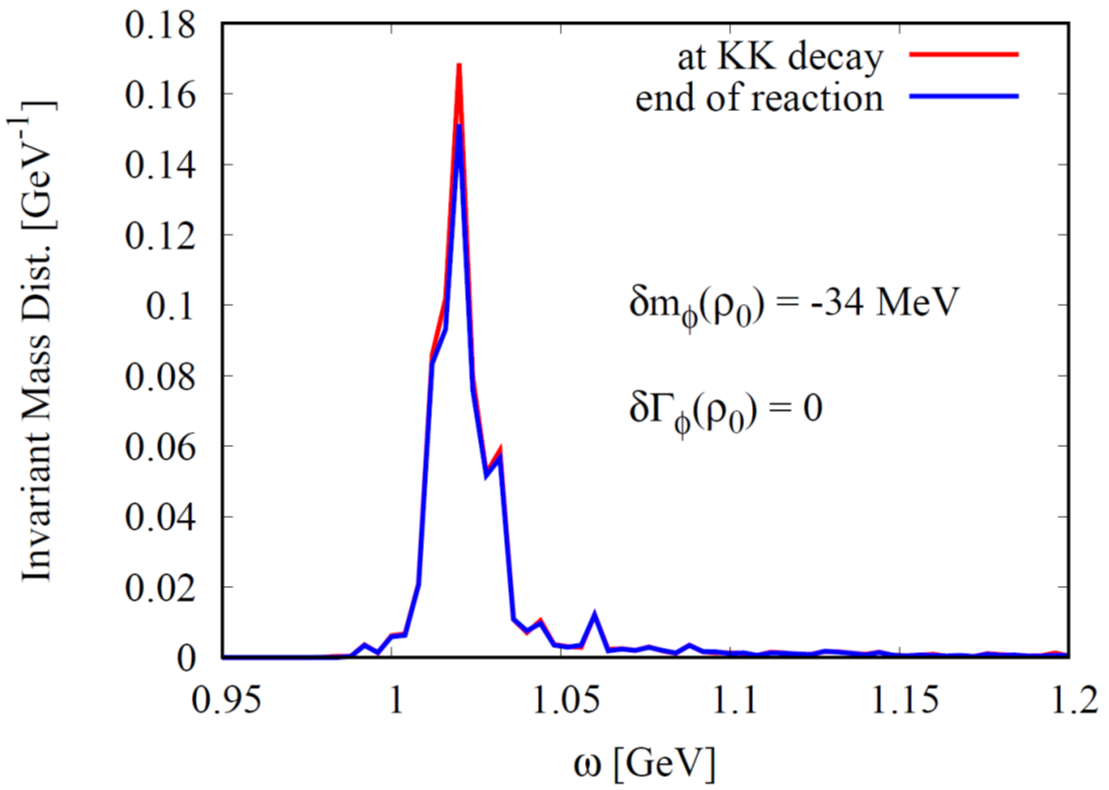 0.18
0.16
0.14
0.12
0.1
0.08
0.06
0.04
0.02
0
Invariant Mass Dist. [GeV⁻¹]
at KK decay
end of reaction
δm_ϕ(ρ₀) = -34 MeV
δΓ_ϕ(ρ₀) = 0
0.95 1 1.05 1.1 1.15 1.2
ω [GeV]